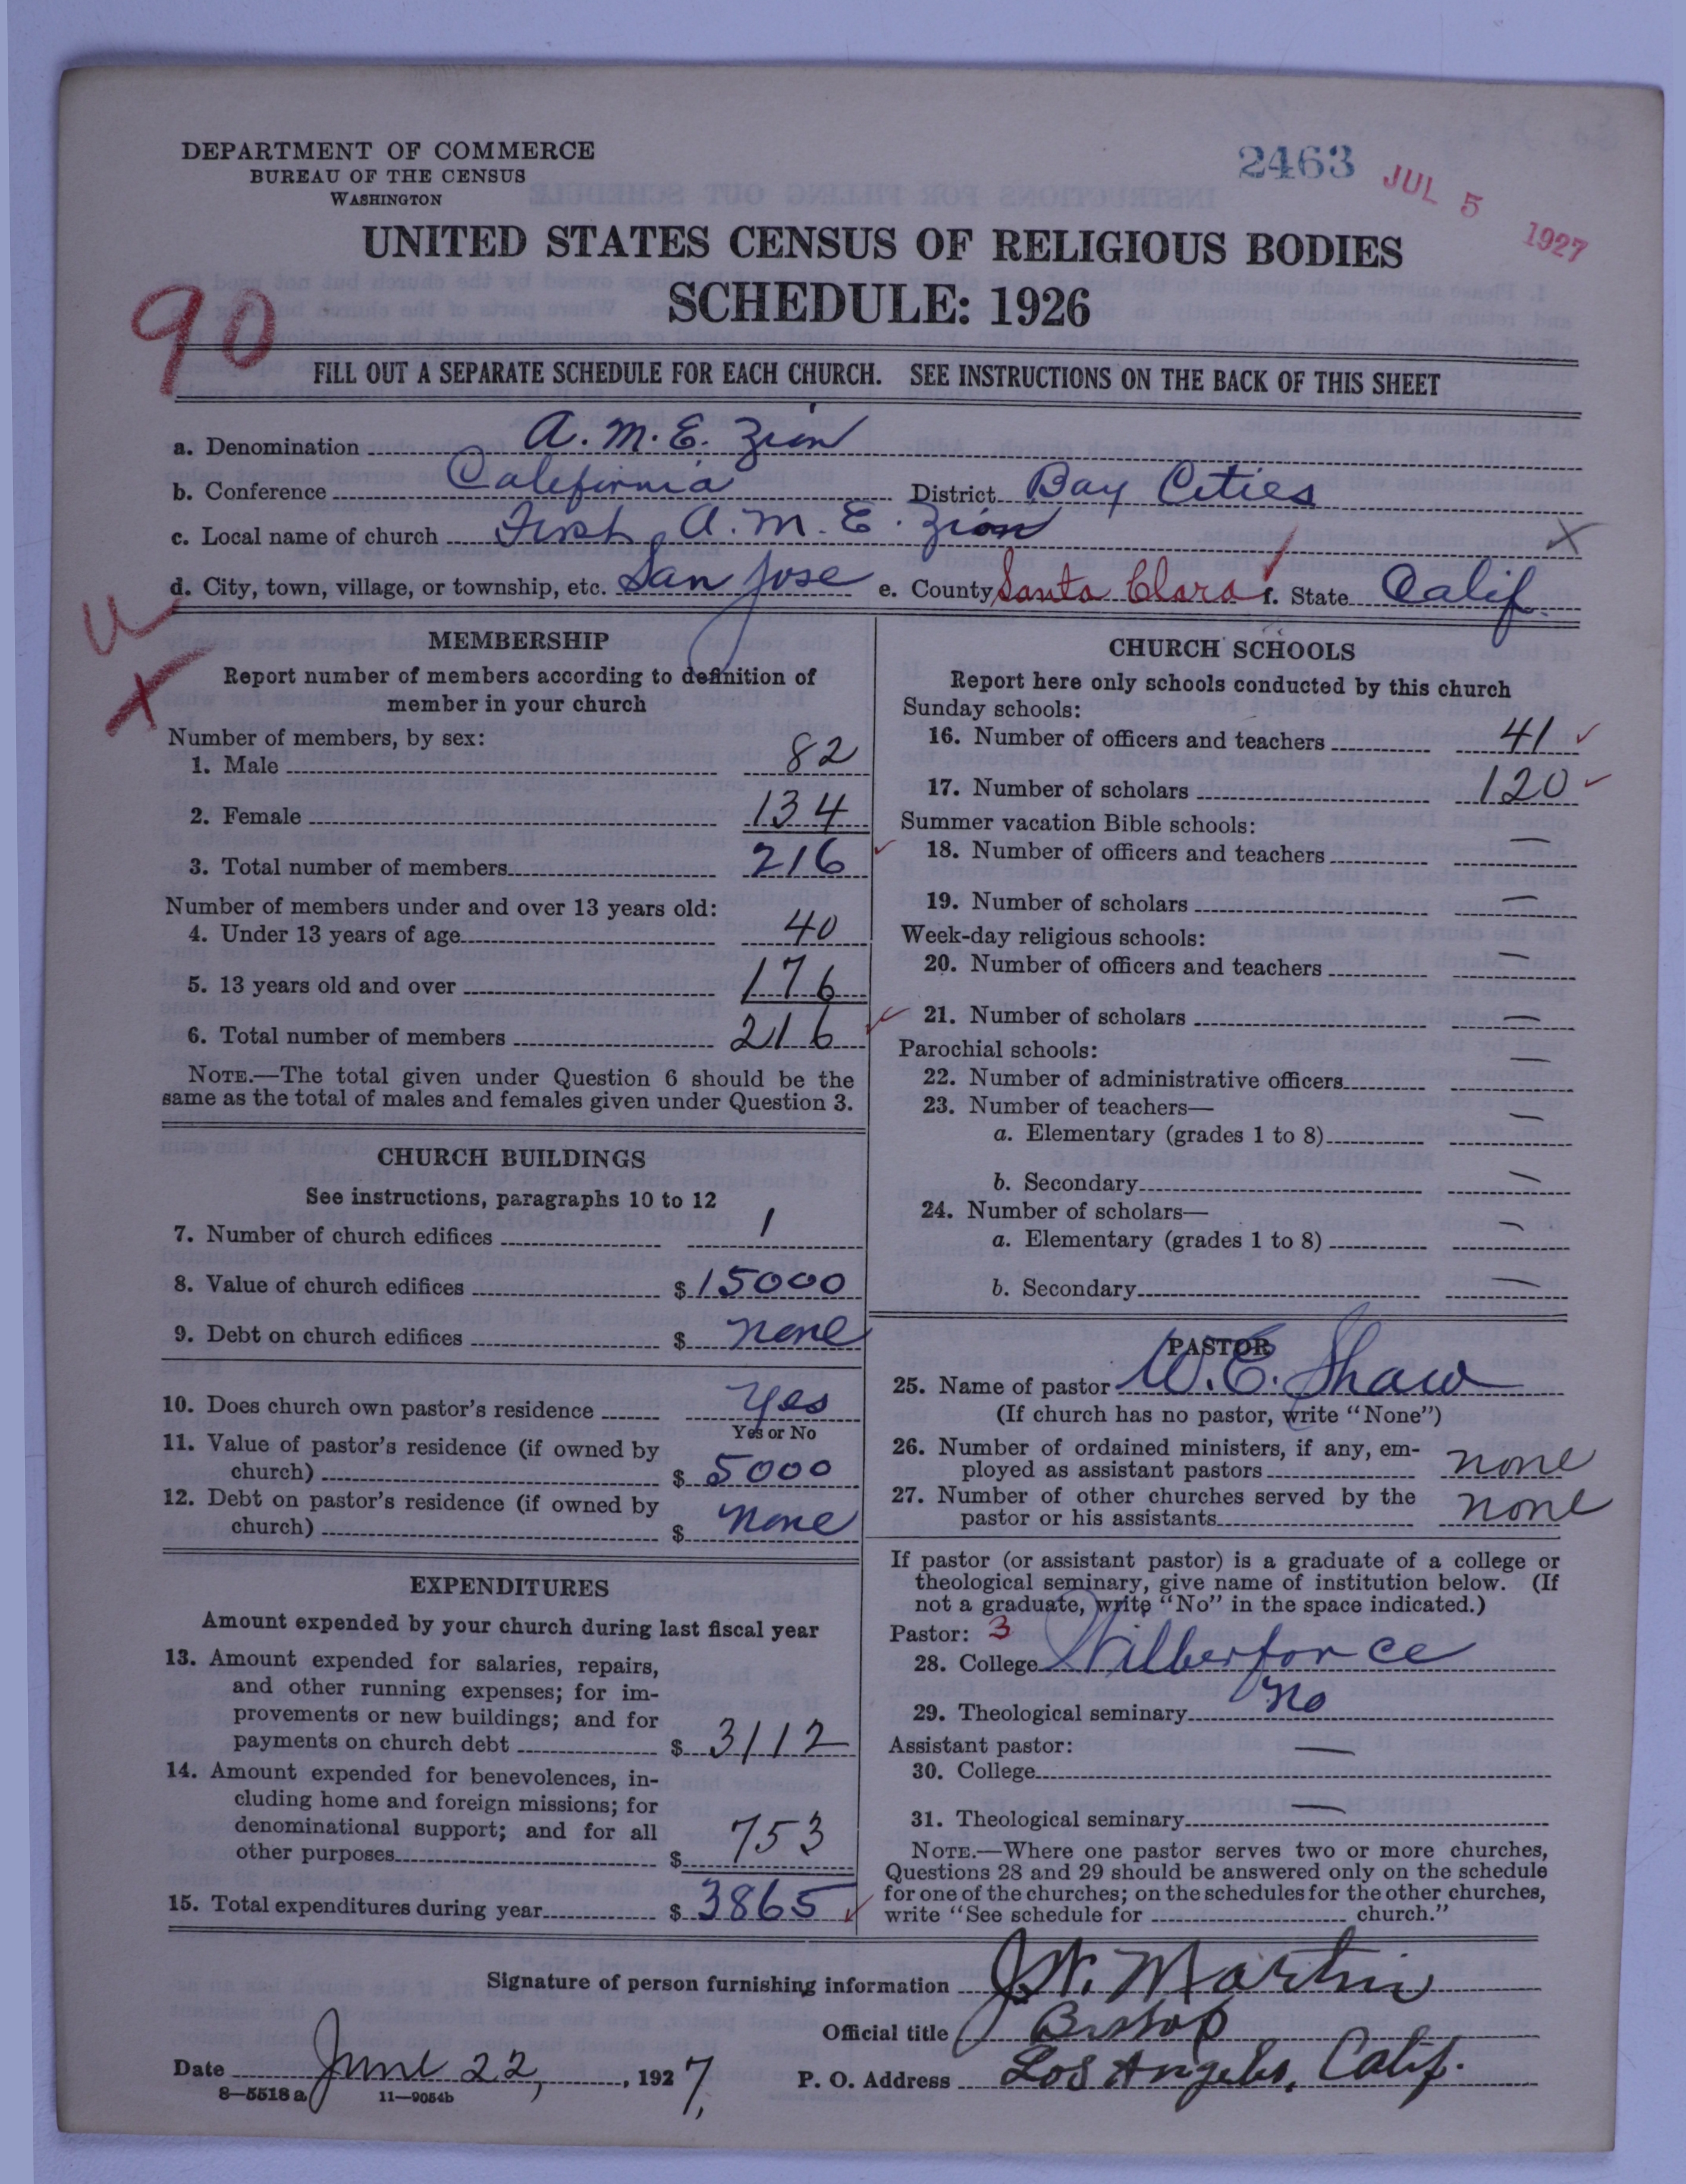 DEPARTMENT OF COMMERCE
BUREAU OF THE CENSUS
WASHINGTON
2463
JUL 5 1927
UNITED STATES CENSUS OF RELIGIOUS BODIES
SCHEDULE: 1926
90
FILL OUT A SEPARATE SCHEDULE FOR EACH CHURCH. SEE INSTRUCTIONS ON THE BACK OF THIS SHEET
a. Denomination A. M. E. Zion
b. Conference California District Bay Cities
c. Local name of church First A. M. E. Zion X
d. City, town, village, or township, etc. San Jose e. County Santa Clara f. State Calif.
MEMBERSHIP
Report number of members according to definition of
member in your church
Number of members, by sex:
1. Male 82
2. Female 134
3. Total number of members 216
Number of members under and over 13 years old:
4. Under 13 years of age 40
5. 13 years old and over 176
6. Total number of members 216
NOTE.—The total given under Question 6 should be the
same as the total of males and females given under Question 3.
CHURCH BUILDINGS
See instructions, paragraphs 10 to 12
7. Number of church edifices 1
8. Value of church edifices $ 15000
9. Debt on church edifices $ none
10. Does church own pastor's residence Yes
Yes or No
11. Value of pastor's residence (if owned by
church) $ 5000
12. Debt on pastor's residence (if owned by
church) $ none
EXPENDITURES
Amount expended by your church during last fiscal year
13. Amount expended for salaries, repairs,
and other running expenses; for im-
provements or new buildings; and for
payments on church debt $ 3112
14. Amount expended for benevolences, in-
cluding home and foreign missions; for
denominational support; and for all
other purposes $ 753
15. Total expenditures during year $ 3865
CHURCH SCHOOLS
Report here only schools conducted by this church
Sunday schools:
16. Number of officers and teachers 41
17. Number of scholars 120
Summer vacation Bible schools:
18. Number of officers and teachers —
19. Number of scholars —
Week-day religious schools:
20. Number of officers and teachers —
21. Number of scholars —
Parochial schools:
22. Number of administrative officers —
23. Number of teachers—
a. Elementary (grades 1 to 8) —
b. Secondary —
24. Number of scholars—
a. Elementary (grades 1 to 8) —
b. Secondary —
PASTOR
25. Name of pastor W. E. Shaw
(If church has no pastor, write "None")
26. Number of ordained ministers, if any, em-
ployed as assistant pastors none
27. Number of other churches served by the
pastor or his assistants none
If pastor (or assistant pastor) is a graduate of a college or
theological seminary, give name of institution below. (If
not a graduate, write "No" in the space indicated.)
Pastor: 3
28. College Wilberforce
29. Theological seminary No
Assistant pastor:
30. College —
31. Theological seminary —
NOTE.—Where one pastor serves two or more churches,
Questions 28 and 29 should be answered only on the schedule
for one of the churches; on the schedules for the other churches,
write "See schedule for church."
Signature of person furnishing information J. W. Martin
Official title Bishop
Date June 22, 1927. P. O. Address Los Angeles, Calif.
8—5518 a 11—9054b